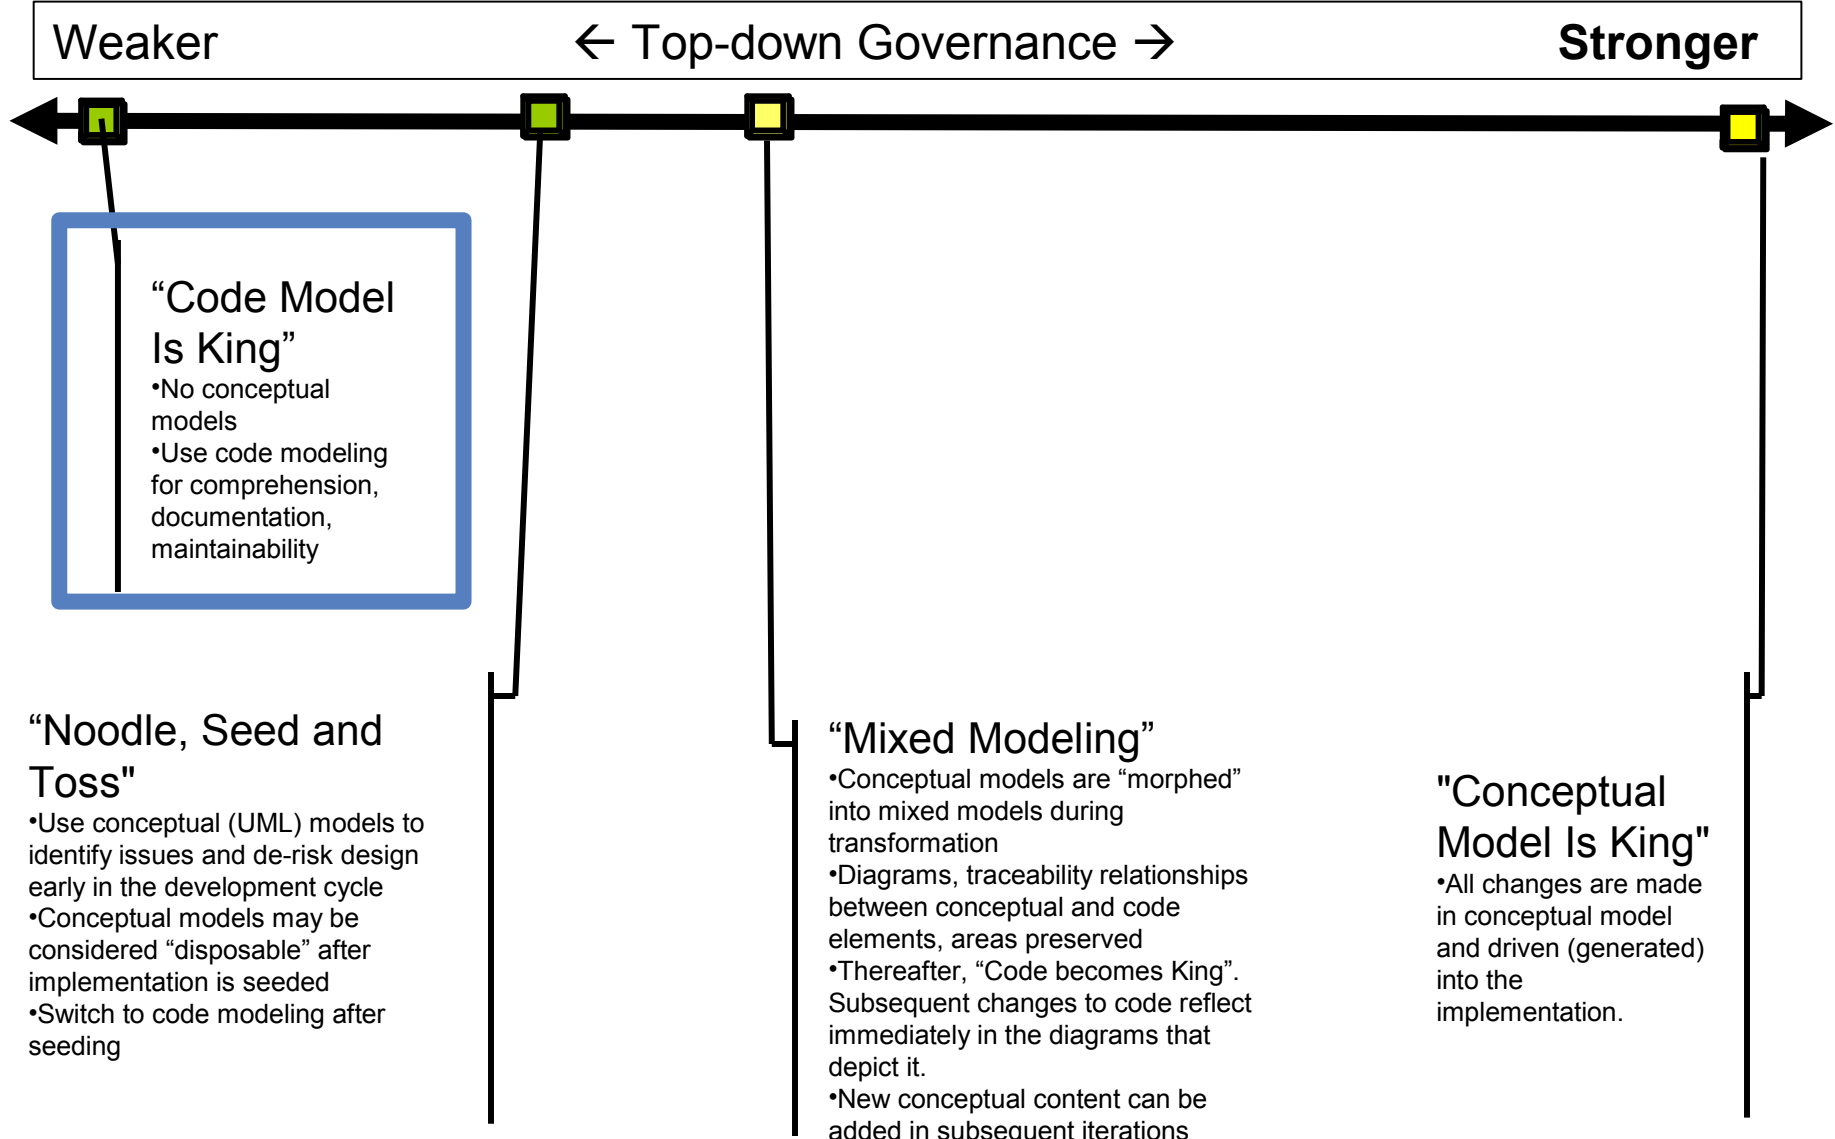 Weaker ← Top-down Governance → Stronger
“Code Model
Is King”
•No conceptual
models
•Use code modeling
for comprehension,
documentation,
maintainability
“Noodle, Seed and
Toss"
•Use conceptual (UML) models to
identify issues and de-risk design
early in the development cycle
•Conceptual models may be
considered “disposable” after
implementation is seeded
•Switch to code modeling after
seeding
“Mixed Modeling”
•Conceptual models are “morphed”
into mixed models during
transformation
•Diagrams, traceability relationships
between conceptual and code
elements, areas preserved
•Thereafter, “Code becomes King”.
Subsequent changes to code reflect
immediately in the diagrams that
depict it.
•New conceptual content can be
added in subsequent iterations
"Conceptual
Model Is King"
•All changes are made
in conceptual model
and driven (generated)
into the
implementation.